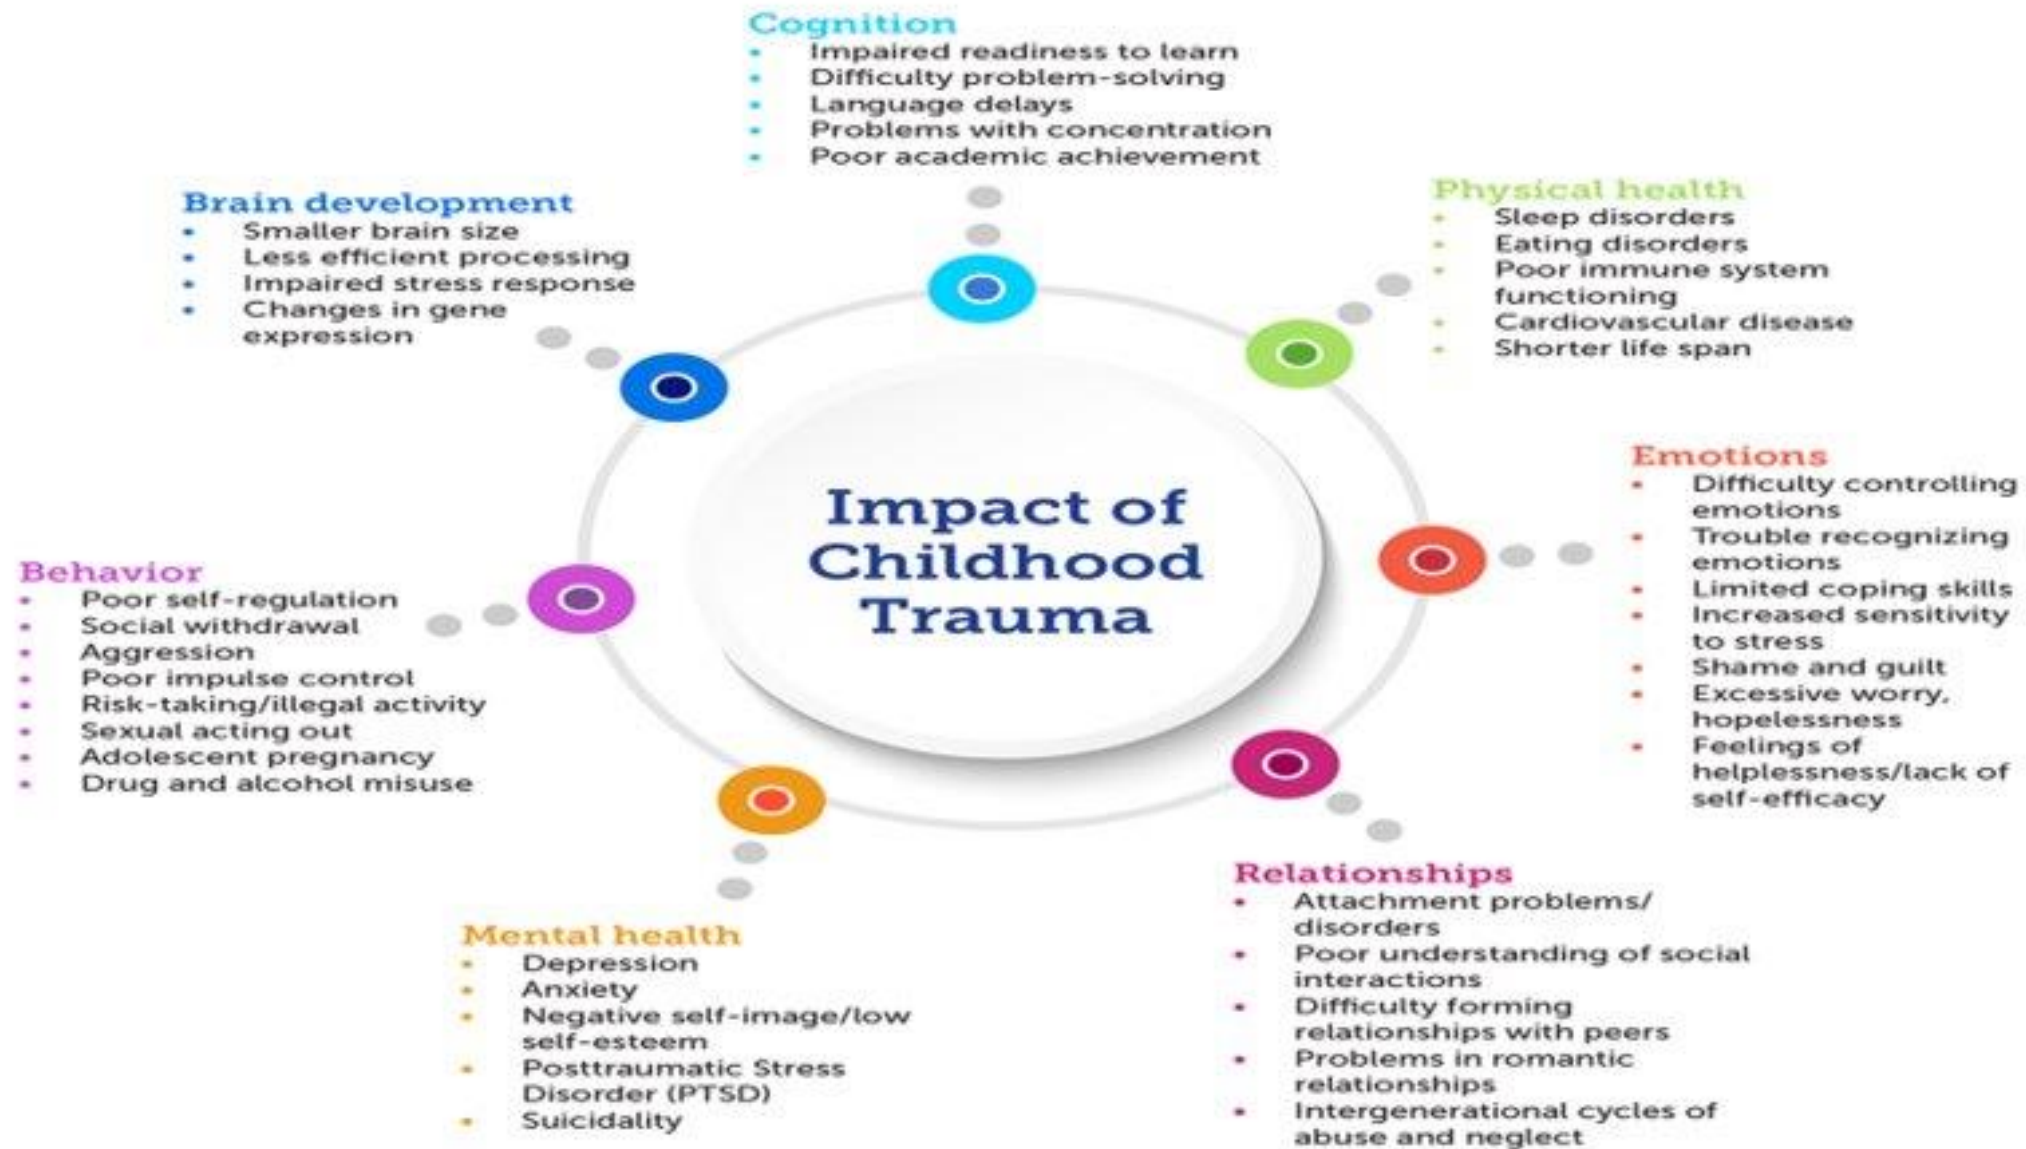 Cognition
• Impaired readiness to learn
• Difficulty problem-solving
• Language delays
• Problems with concentration
• Poor academic achievement
Physical health
• Sleep disorders
• Eating disorders
• Poor immune system
functioning
• Cardiovascular disease
• Shorter life span
Emotions
• Difficulty controlling
emotions
• Trouble recognizing
emotions
• Limited coping skills
• Increased sensitivity
to stress
• Shame and guilt
• Excessive worry,
hopelessness
• Feelings of
helplessness/lack of
self-efficacy
Relationships
• Attachment problems/
disorders
• Poor understanding of social
interactions
• Difficulty forming
relationships with peers
• Problems in romantic
relationships
• Intergenerational cycles of
abuse and neglect
Mental health
• Depression
• Anxiety
• Negative self-image/low
self-esteem
• Posttraumatic Stress
Disorder (PTSD)
• Suicidality
Behavior
• Poor self-regulation
• Social withdrawal
• Aggression
• Poor impulse control
• Risk-taking/illegal activity
• Sexual acting out
• Adolescent pregnancy
• Drug and alcohol misuse
Brain development
• Smaller brain size
• Less efficient processing
• Impaired stress response
• Changes in gene
expression
Impact of
Childhood
Trauma